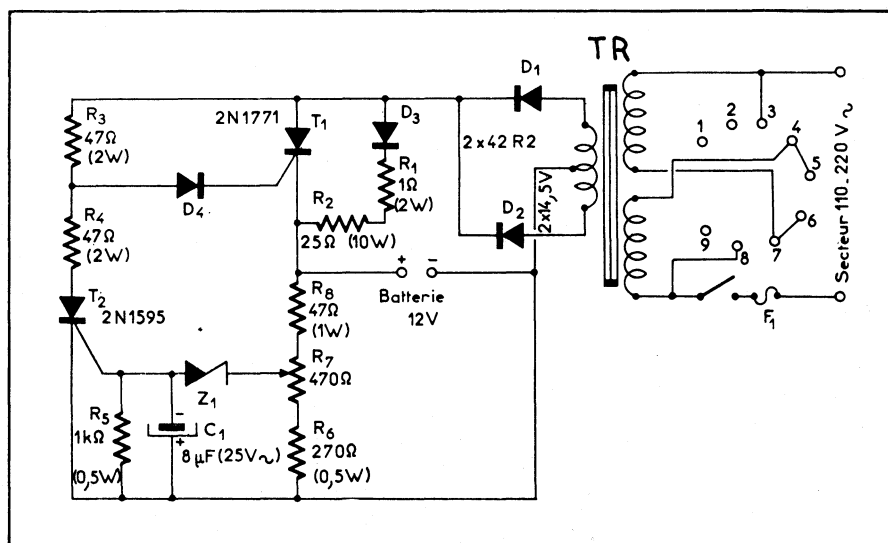 TR
D1
2N1771
T1
D3
R3
47Ω
(2W)
2x42 R2
R1
1Ω
(2W)
D4
R2
25Ω (10W)
D2
2x14,5V
R4
47Ω
(2W)
T2
2N1595
+ -
Batterie
12V
R8
47Ω
(1W)
R7
470Ω
Z1
R5
1kΩ
(0,5W)
-
C1
+
8µF(25V~)
R6
270Ω
(0,5W)
1
2
3
4
5
6
7
8
9
F1
Secteur 110..220 V ~